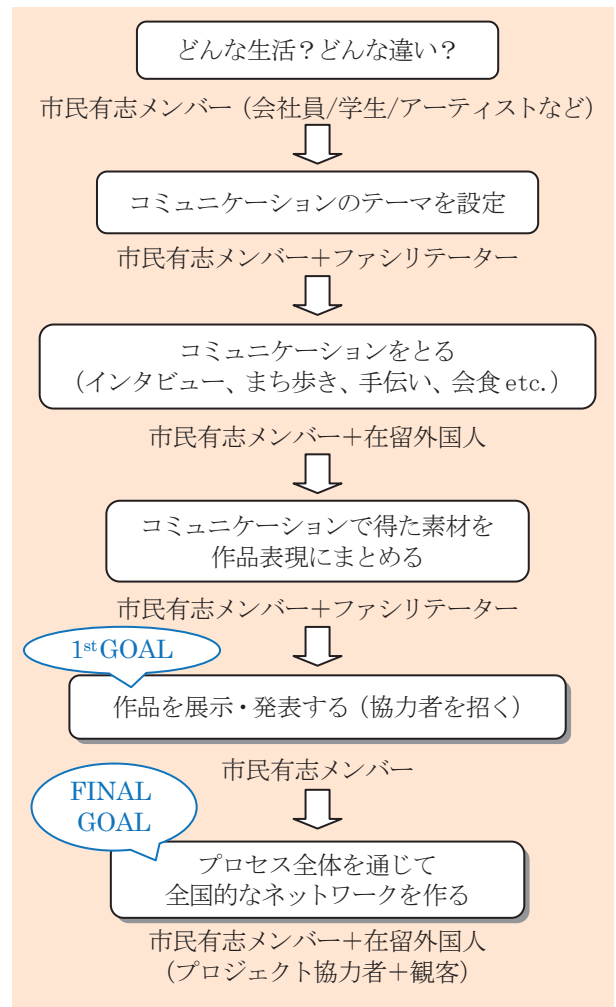 どんな生活？どんな違い？
市民有志メンバー（会社員/学生/アーティストなど）
コミュニケーションのテーマを設定
市民有志メンバー＋ファシリテーター
コミュニケーションをとる
（インタビュー、まち歩き、手伝い、会食 etc.）
市民有志メンバー＋在留外国人
コミュニケーションで得た素材を
作品表現にまとめる
市民有志メンバー＋ファシリテーター
1st GOAL
作品を展示・発表する（協力者を招く）
市民有志メンバー
FINAL
GOAL
プロセス全体を通じて
全国的なネットワークを作る
市民有志メンバー＋在留外国人
（プロジェクト協力者＋観客）